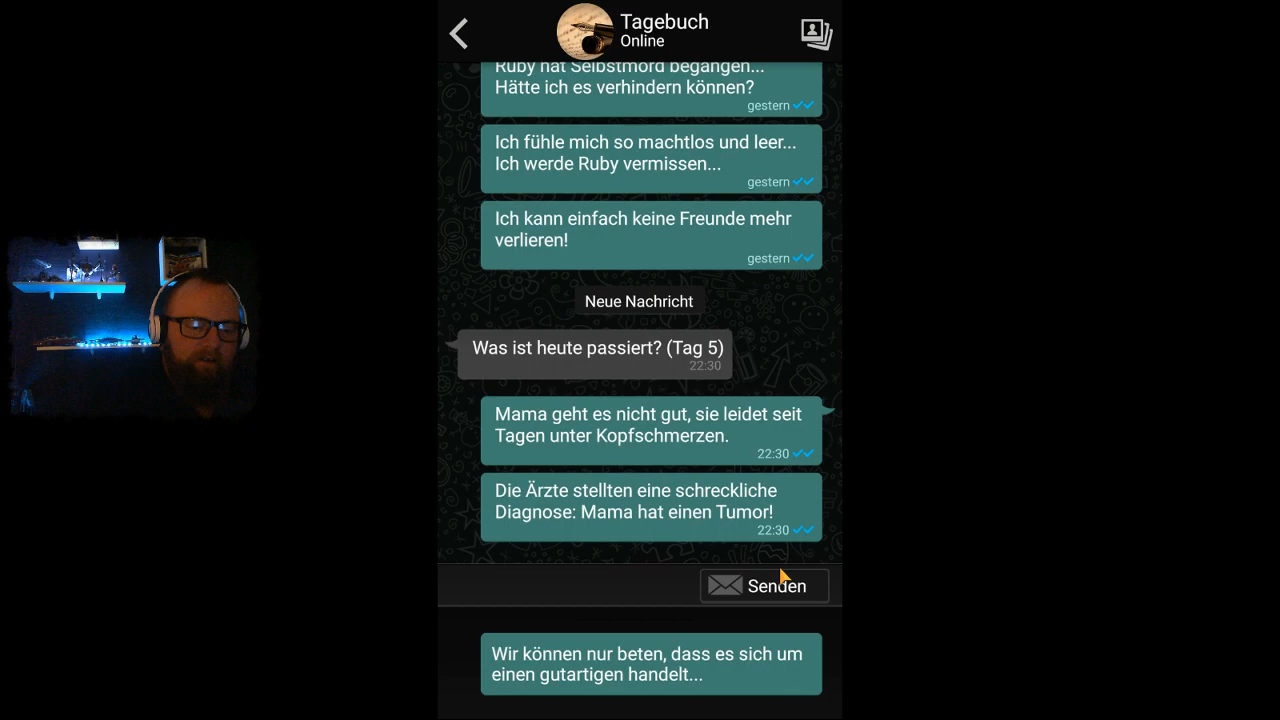 Tagebuch
Online
Ruby hat Selbstmord begangen...
Hätte ich es verhindern können?
gestern
Ich fühle mich so machtlos und leer...
Ich werde Ruby vermissen...
gestern
Ich kann einfach keine Freunde mehr
verlieren!
gestern
Neue Nachricht
Was ist heute passiert? (Tag 5)
22:30
Mama geht es nicht gut, sie leidet seit
Tagen unter Kopfschmerzen.
22:30
Die Ärzte stellten eine schreckliche
Diagnose: Mama hat einen Tumor!
22:30
Senden
Wir können nur beten, dass es sich um
einen gutartigen handelt...